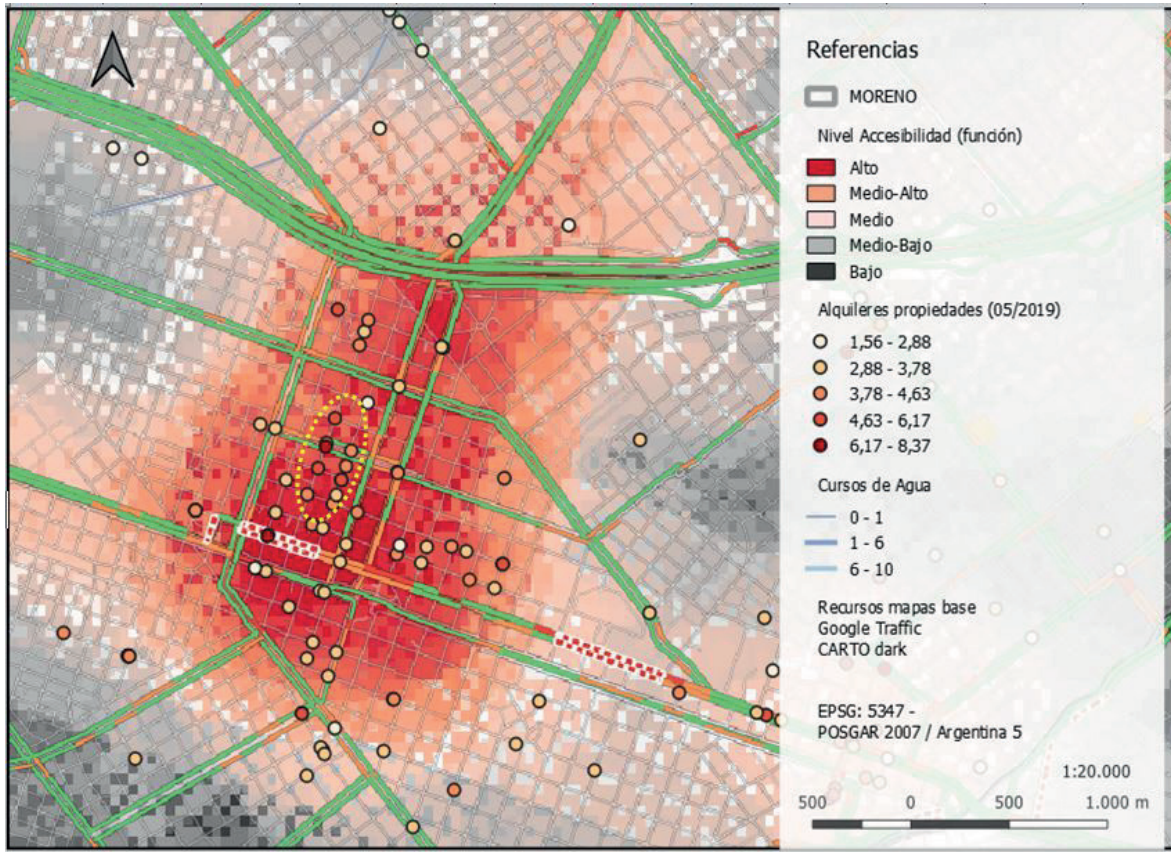 Referencias
MORENO
Nivel Accesibilidad (función)
Alto
Medio-Alto
Medio
Medio-Bajo
Bajo
Alquileres propiedades (05/2019)
1,56 - 2,88
2,88 - 3,78
3,78 - 4,63
4,63 - 6,17
6,17 - 8,37
Cursos de Agua
0 - 1
1 - 6
6 - 10
Recursos mapas base
Google Traffic
CARTO dark
EPSG: 5347 -
POSGAR 2007 / Argentina 5
1:20.000
500 0 500 1.000 m